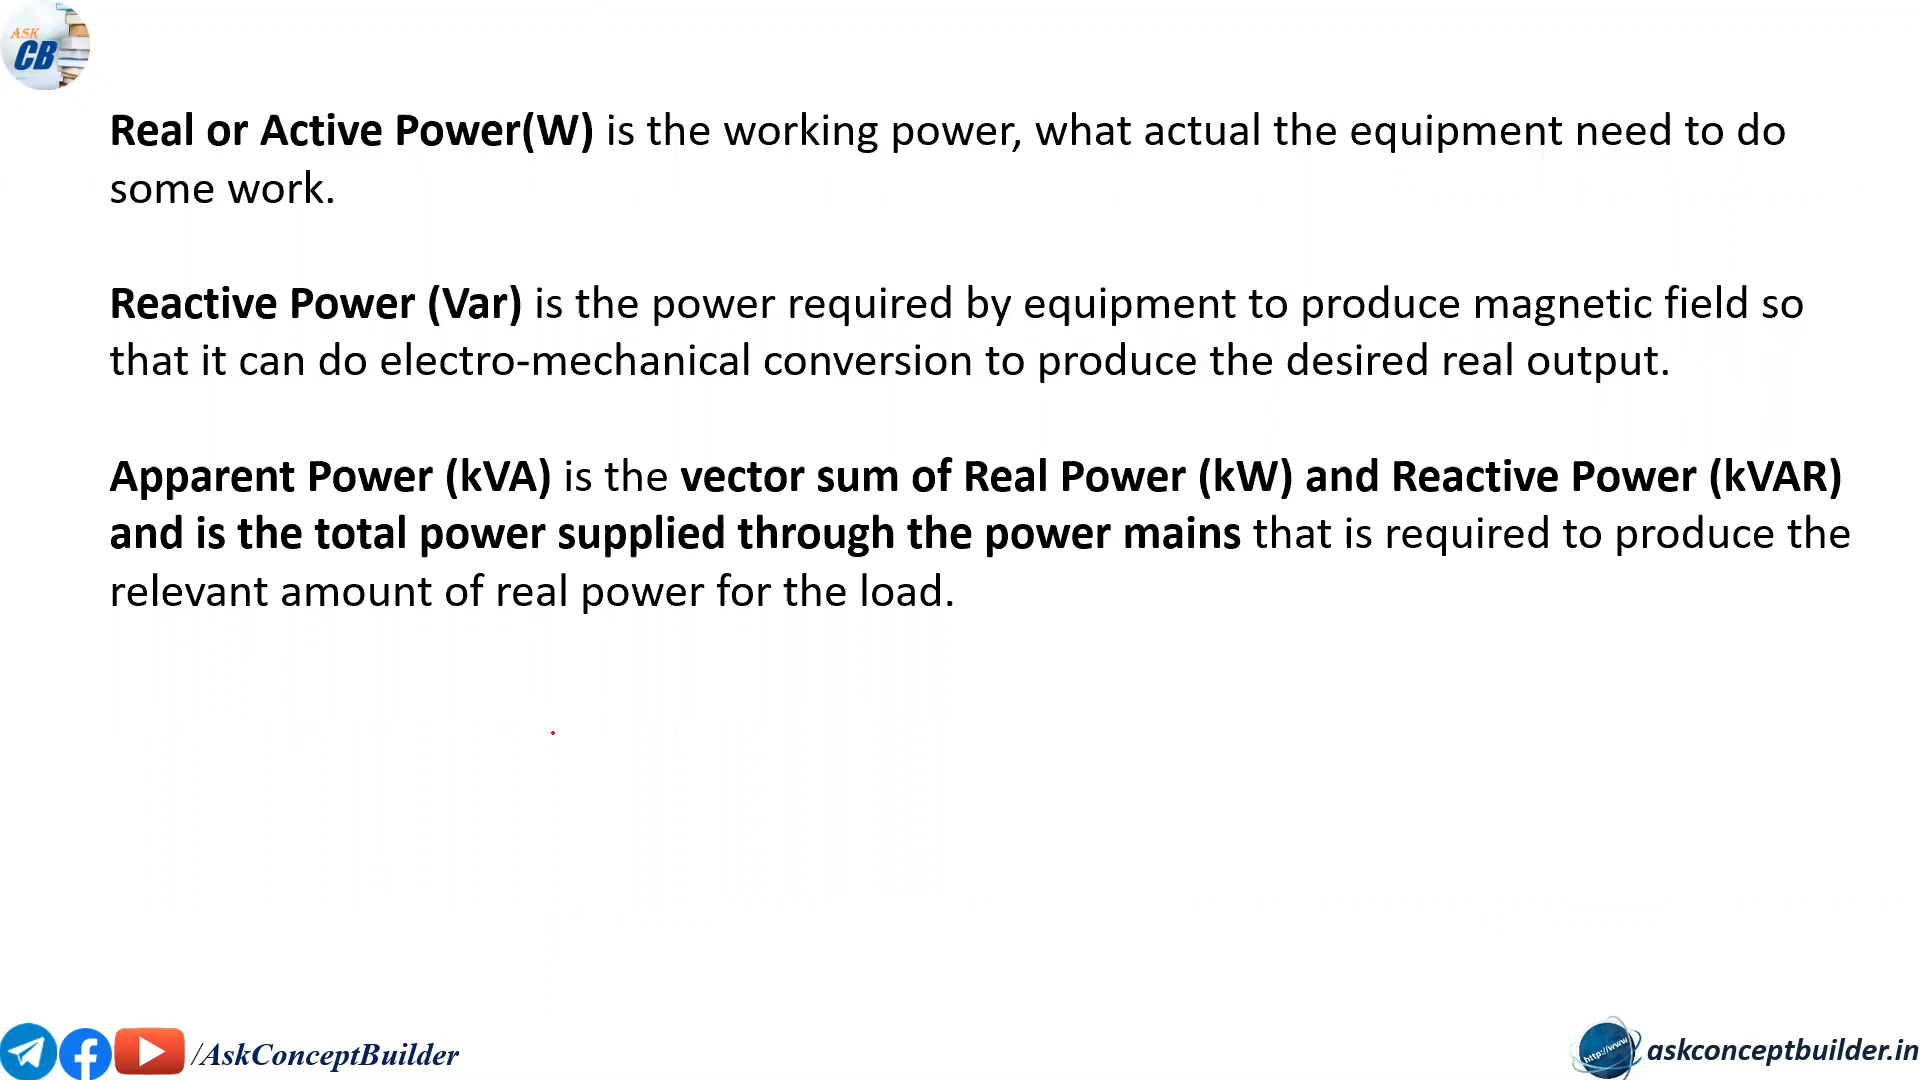 ASK
CB
Real or Active Power(W) is the working power, what actual the equipment need to do
some work.
Reactive Power (Var) is the power required by equipment to produce magnetic field so
that it can do electro-mechanical conversion to produce the desired real output.
Apparent Power (kVA) is the vector sum of Real Power (kW) and Reactive Power (kVAR)
and is the total power supplied through the power mains that is required to produce the
relevant amount of real power for the load.
/AskConceptBuilder
http://www
askconceptbuilder.in